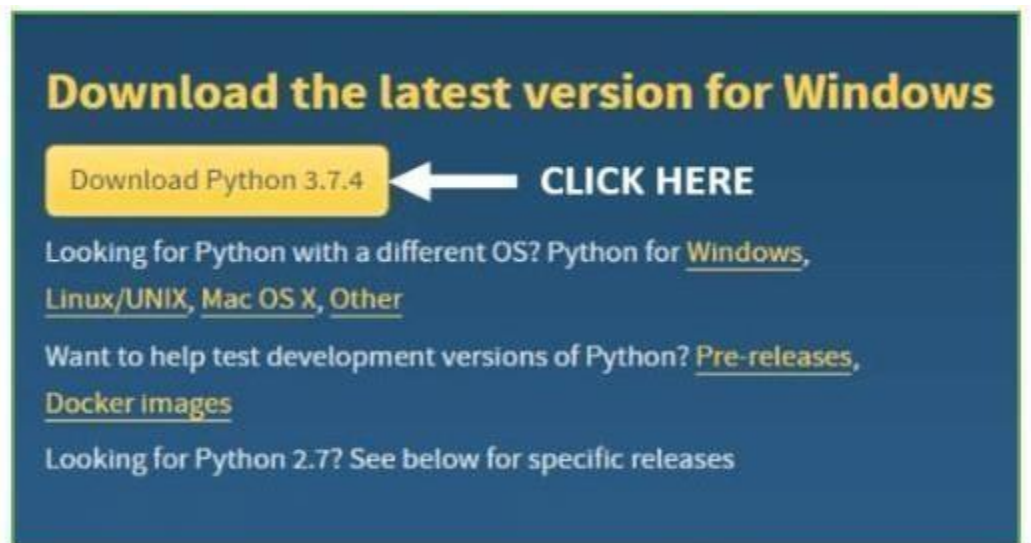 Download the latest version for Windows
Download Python 3.7.4 CLICK HERE
Looking for Python with a different OS? Python for Windows,
Linux/UNIX, Mac OS X, Other
Want to help test development versions of Python? Pre-releases,
Docker images
Looking for Python 2.7? See below for specific releases